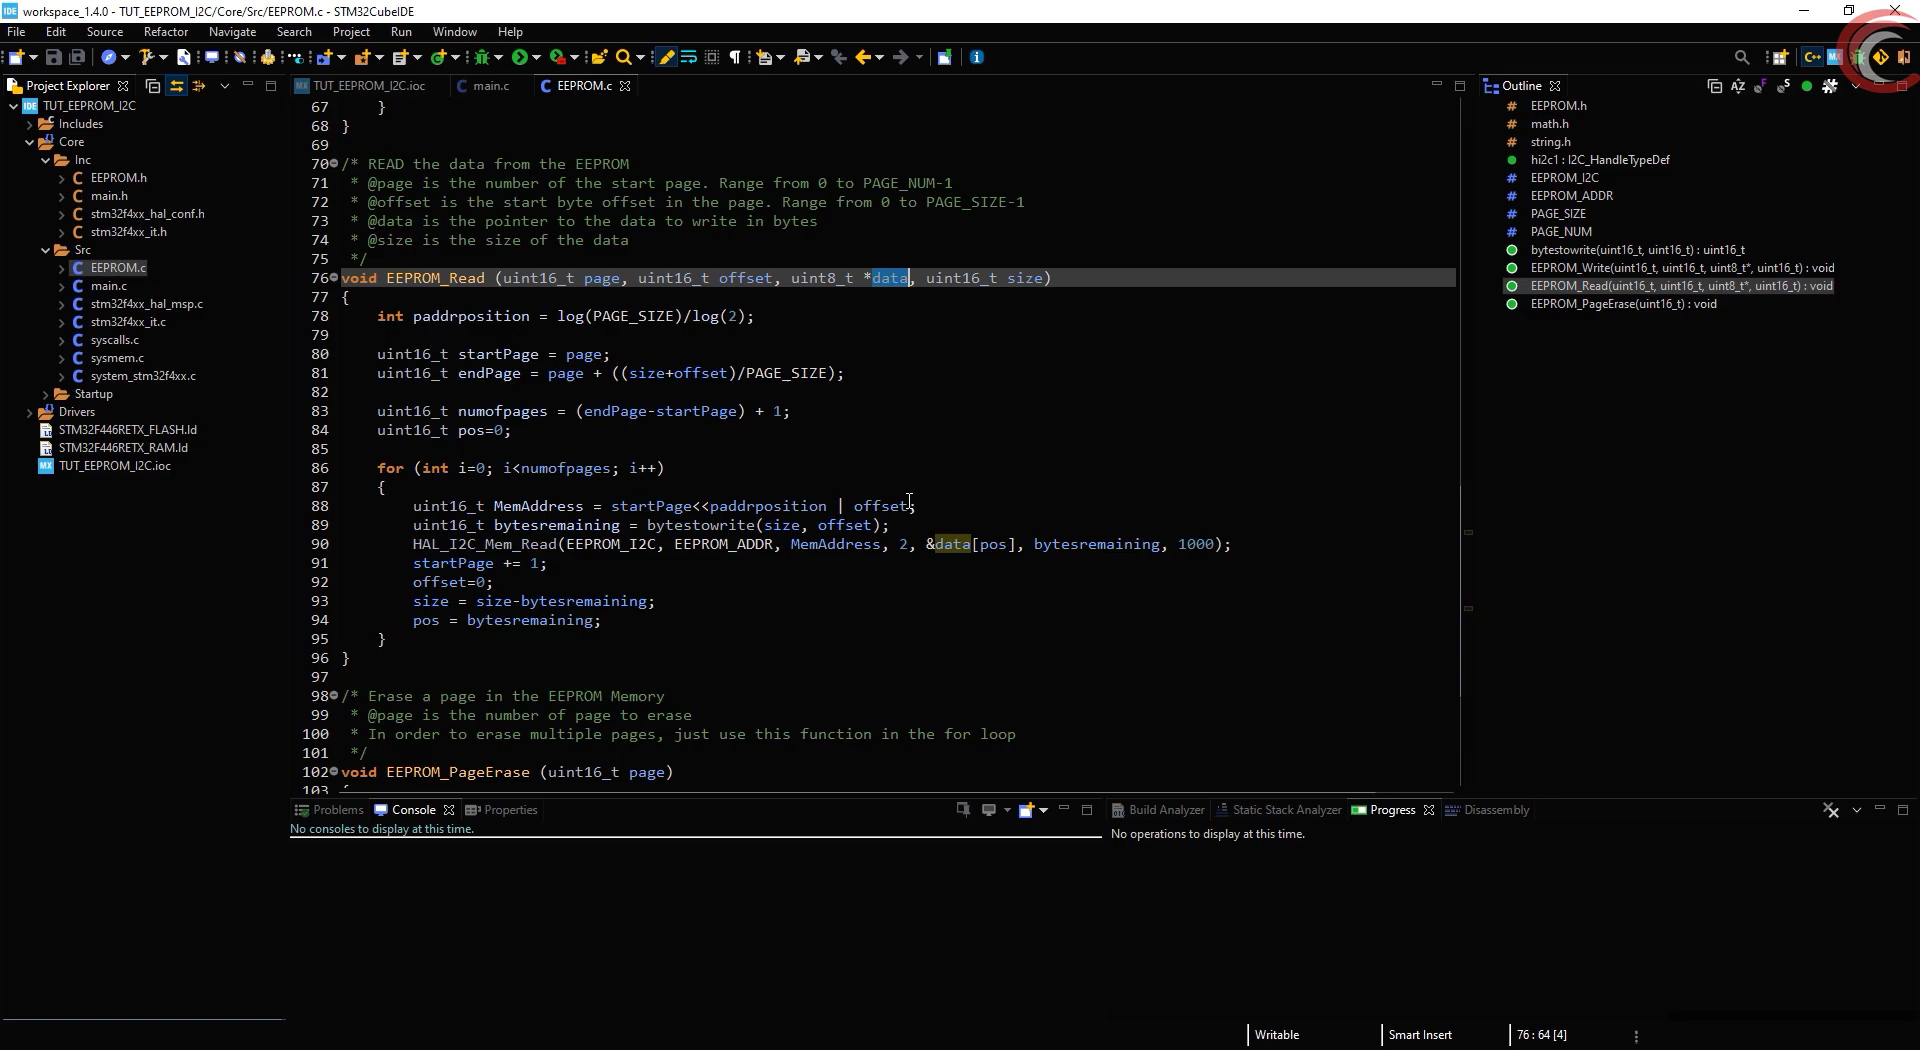 IDE workspace_1.4.0 - TUT_EEPROM_I2C/Core/Src/EEPROM.c - STM32CubeIDE
File Edit Source Refactor Navigate Search Project Run Window Help
Project Explorer
IDE TUT_EEPROM_I2C
Includes
Core
Inc
EEPROM.h
main.h
stm32f4xx_hal_conf.h
stm32f4xx_it.h
Src
EEPROM.c
main.c
stm32f4xx_hal_msp.c
stm32f4xx_it.c
syscalls.c
sysmem.c
system_stm32f4xx.c
Startup
Drivers
STM32F446RETX_FLASH.ld
STM32F446RETX_RAM.ld
MX TUT_EEPROM_I2C.ioc
MX TUT_EEPROM_I2C.ioc main.c EEPROM.c
67 }
68 }
69
70 /* READ the data from the EEPROM
71 * @page is the number of the start page. Range from 0 to PAGE_NUM-1
72 * @offset is the start byte offset in the page. Range from 0 to PAGE_SIZE-1
73 * @data is the pointer to the data to write in bytes
74 * @size is the size of the data
75 */
76 void EEPROM_Read (uint16_t page, uint16_t offset, uint8_t *data, uint16_t size)
77 {
78 int paddrposition = log(PAGE_SIZE)/log(2);
79
80 uint16_t startPage = page;
81 uint16_t endPage = page + ((size+offset)/PAGE_SIZE);
82
83 uint16_t numofpages = (endPage-startPage) + 1;
84 uint16_t pos=0;
85
86 for (int i=0; i<numofpages; i++)
87 {
88 uint16_t MemAddress = startPage<<paddrposition | offset;
89 uint16_t bytesremaining = bytestowrite(size, offset);
90 HAL_I2C_Mem_Read(EEPROM_I2C, EEPROM_ADDR, MemAddress, 2, &data[pos], bytesremaining, 1000);
91 startPage += 1;
92 offset=0;
93 size = size-bytesremaining;
94 pos = bytesremaining;
95 }
96 }
97
98 /* Erase a page in the EEPROM Memory
99 * @page is the number of page to erase
100 * In order to erase multiple pages, just use this function in the for loop
101 */
102 void EEPROM_PageErase (uint16_t page)
103 {
Outline
EEPROM.h
math.h
string.h
hi2c1 : I2C_HandleTypeDef
EEPROM_I2C
EEPROM_ADDR
PAGE_SIZE
PAGE_NUM
bytestowrite(uint16_t, uint16_t) : uint16_t
EEPROM_Write(uint16_t, uint16_t, uint8_t*, uint16_t) : void
EEPROM_Read(uint16_t, uint16_t, uint8_t*, uint16_t) : void
EEPROM_PageErase(uint16_t) : void
Problems Console Properties
No consoles to display at this time.
Build Analyzer Static Stack Analyzer Progress Disassembly
No operations to display at this time.
Writable Smart Insert 76 : 64 [4]